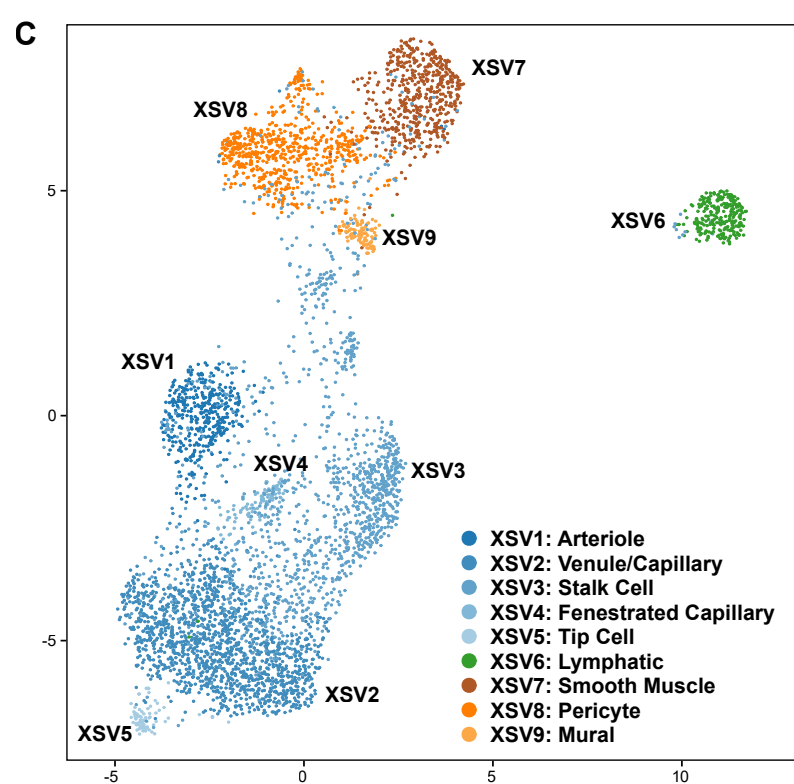 C
XSV7
XSV8
5
XSV6
XSV9
XSV1
0
XSV4
XSV3
XSV1: Arteriole
XSV2: Venule/Capillary
XSV3: Stalk Cell
XSV4: Fenestrated Capillary
XSV5: Tip Cell
-5
XSV6: Lymphatic
XSV7: Smooth Muscle
XSV2
XSV8: Pericyte
XSV5
XSV9: Mural
-5 0 5 10